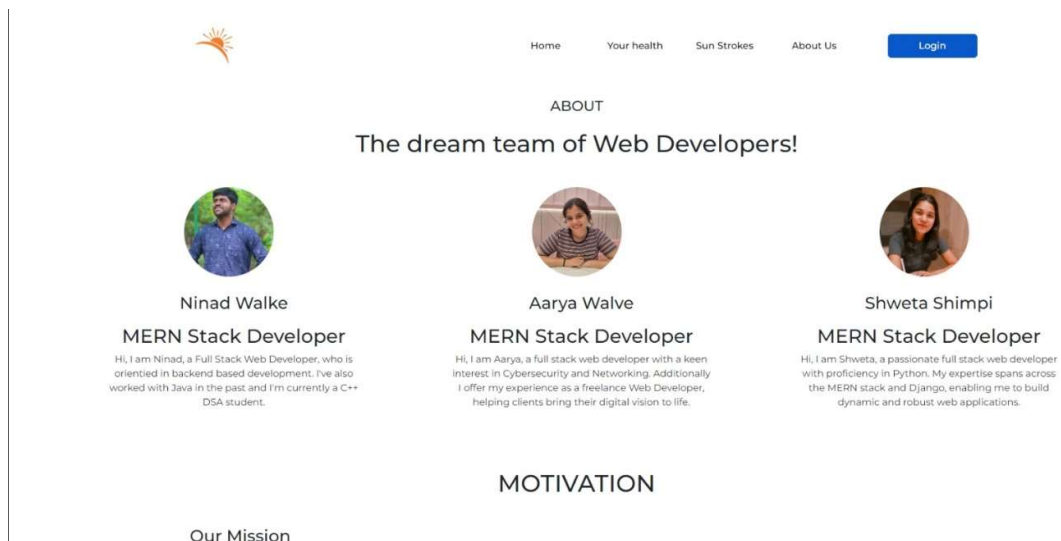 Home Your health Sun Strokes About Us Login
ABOUT
The dream team of Web Developers!
Ninad Walke
MERN Stack Developer
Hi, I am Ninad, a Full Stack Web Developer, who is
orientied in backend based development. I've also
worked with Java in the past and I'm currently a C++
DSA student.
Aarya Walve
MERN Stack Developer
Hi, I am Aarya, a full stack web developer with a keen
interest in Cybersecurity and Networking. Additionally
I offer my experience as a freelance Web Developer,
helping clients bring their digital vision to life.
Shweta Shimpi
MERN Stack Developer
Hi, I am Shweta, a passionate full stack web developer
with proficiency in Python. My expertise spans across
the MERN stack and Django, enabling me to build
dynamic and robust web applications.
MOTIVATION
Our Mission